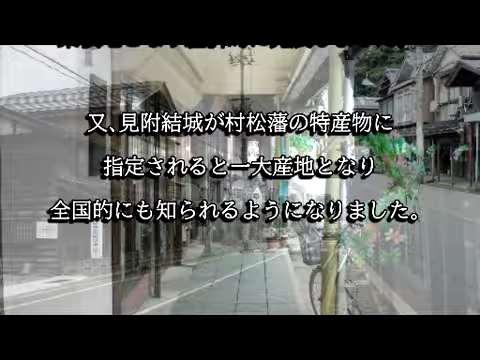 又、見附結城が村松藩の特産物に
指定されると一大産地となり
全国的にも知られるようになりました。